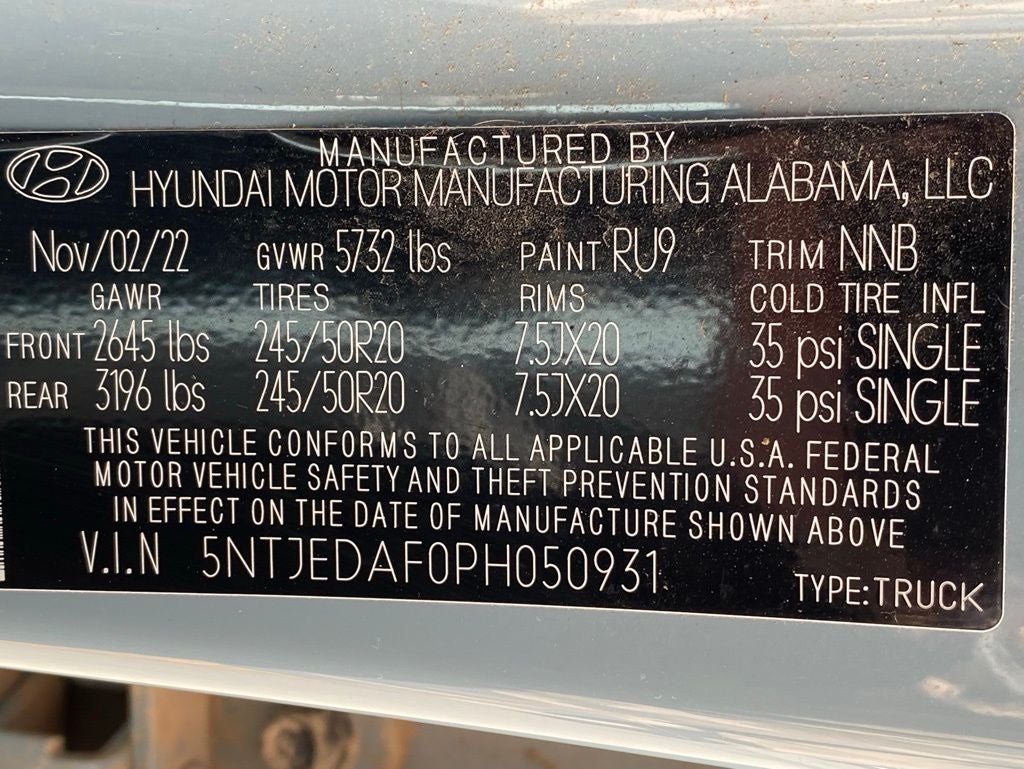 MANUFACTURED BY
HYUNDAI MOTOR MANUFACTURING ALABAMA, LLC
Nov/02/22 GVWR 5732 lbs PAINT RU9 TRIM NNB
GAWR TIRES RIMS COLD TIRE INFL
FRONT 2645 lbs 245/50R20 7.5JX20 35 psi SINGLE
REAR 3196 lbs 245/50R20 7.5JX20 35 psi SINGLE
THIS VEHICLE CONFORMS TO ALL APPLICABLE U.S.A. FEDERAL
MOTOR VEHICLE SAFETY AND THEFT PREVENTION STANDARDS
IN EFFECT ON THE DATE OF MANUFACTURE SHOWN ABOVE
V.I.N 5NTJEDAF0PH050931
TYPE:TRUCK